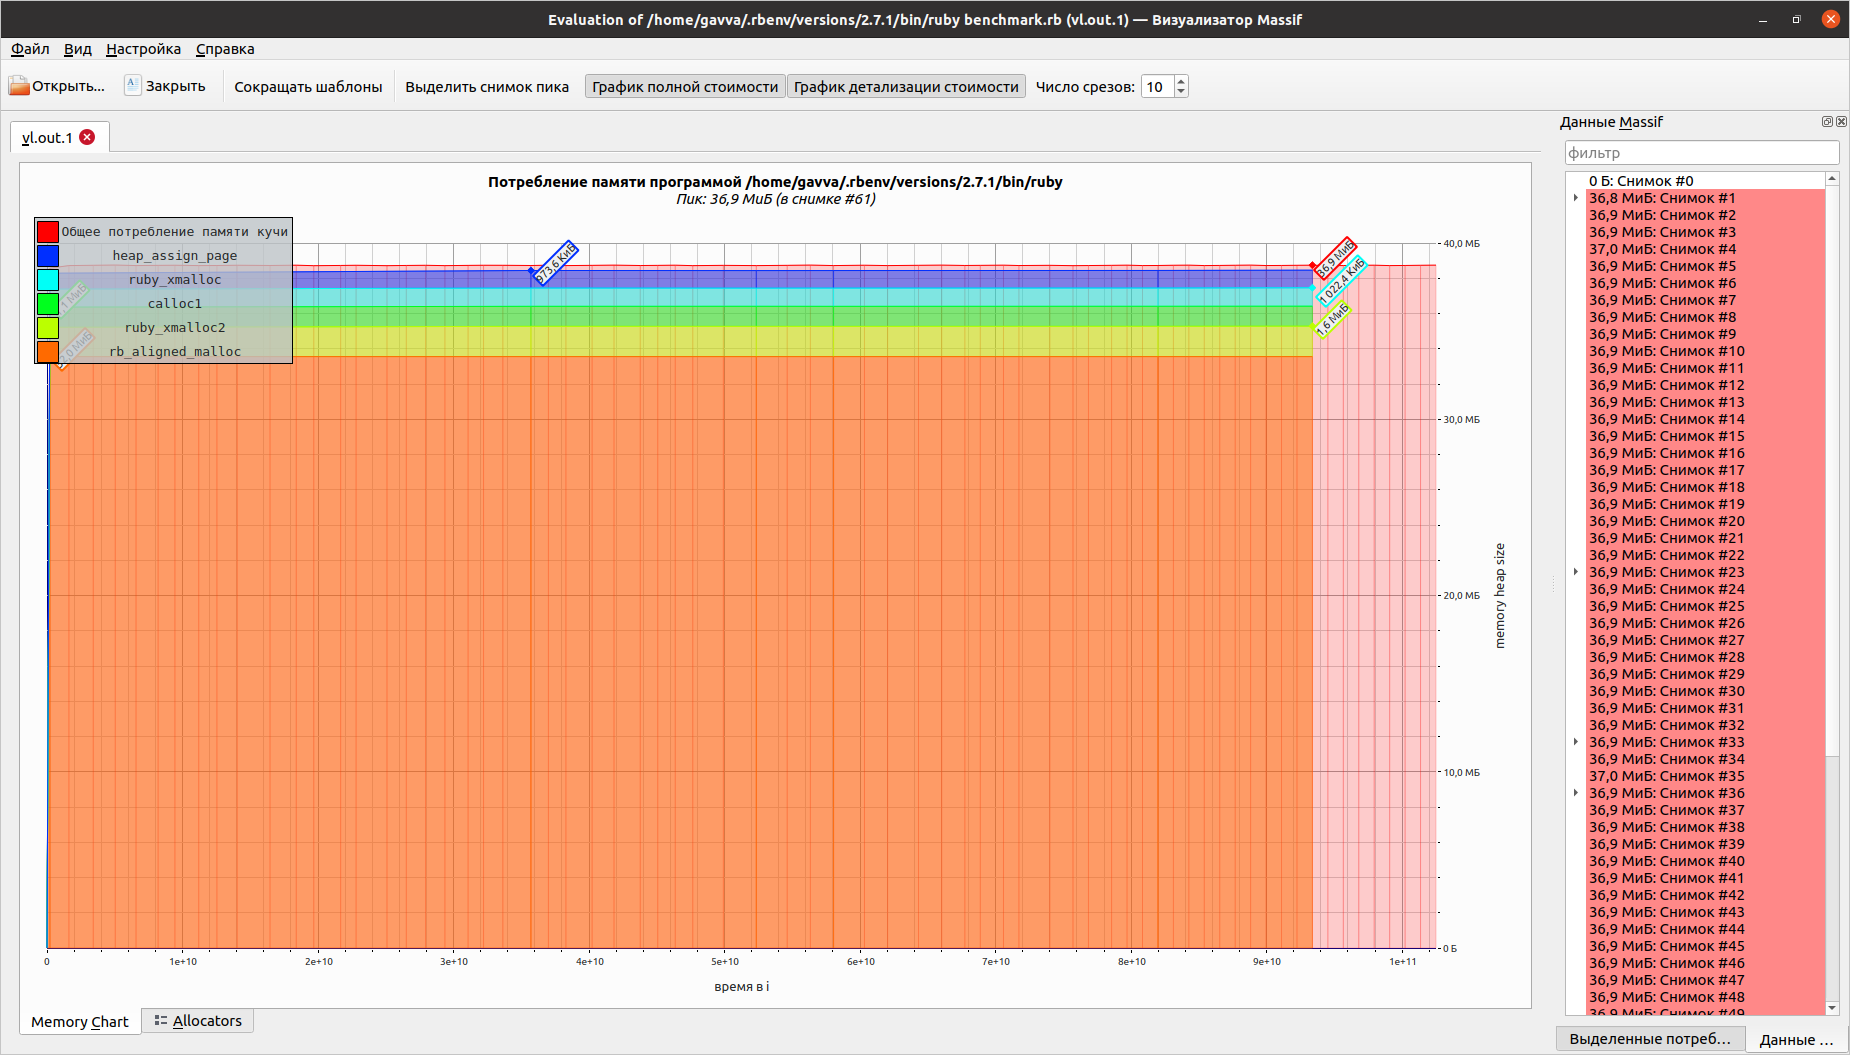 Evaluation of /home/gavva/.rbenv/versions/2.7.1/bin/ruby benchmark.rb (vl.out.1) — Визуализатор Massif
Файл Вид Настройка Справка
Открыть... Закрыть Сокращать шаблоны Выделить снимок пика График полной стоимости График детализации стоимости Число срезов: 10
vl.out.1
Потребление памяти программой /home/gavva/.rbenv/versions/2.7.1/bin/ruby
Пик: 36,9 МиБ (в снимке #61)
Общее потребление памяти кучи
heap_assign_page
ruby_xmalloc
calloc1
ruby_xmalloc2
rb_aligned_malloc
973,6 КиБ
36,9 МиБ
1 022,4 КиБ
1,6 МиБ
40,0 МБ
30,0 МБ
20,0 МБ
10,0 МБ
0 Б
memory heap size
0 1e+10 2e+10 3e+10 4e+10 5e+10 6e+10 7e+10 8e+10 9e+10 1e+11
время в i
Memory Chart Allocators
Данные Massif
фильтр
0 Б: Снимок #0
36,8 МиБ: Снимок #1
36,9 МиБ: Снимок #2
36,9 МиБ: Снимок #3
37,0 МиБ: Снимок #4
36,9 МиБ: Снимок #5
36,9 МиБ: Снимок #6
36,9 МиБ: Снимок #7
36,9 МиБ: Снимок #8
36,9 МиБ: Снимок #9
36,9 МиБ: Снимок #10
36,9 МиБ: Снимок #11
36,9 МиБ: Снимок #12
36,9 МиБ: Снимок #13
36,9 МиБ: Снимок #14
36,9 МиБ: Снимок #15
36,9 МиБ: Снимок #16
36,9 МиБ: Снимок #17
36,9 МиБ: Снимок #18
36,9 МиБ: Снимок #19
36,9 МиБ: Снимок #20
36,9 МиБ: Снимок #21
36,9 МиБ: Снимок #22
36,9 МиБ: Снимок #23
36,9 МиБ: Снимок #24
36,9 МиБ: Снимок #25
36,9 МиБ: Снимок #26
36,9 МиБ: Снимок #27
36,9 МиБ: Снимок #28
36,9 МиБ: Снимок #29
36,9 МиБ: Снимок #30
36,9 МиБ: Снимок #31
36,9 МиБ: Снимок #32
36,9 МиБ: Снимок #33
36,9 МиБ: Снимок #34
37,0 МиБ: Снимок #35
36,9 МиБ: Снимок #36
36,9 МиБ: Снимок #37
36,9 МиБ: Снимок #38
36,9 МиБ: Снимок #39
36,9 МиБ: Снимок #40
36,9 МиБ: Снимок #41
36,9 МиБ: Снимок #42
36,9 МиБ: Снимок #43
36,9 МиБ: Снимок #44
36,9 МиБ: Снимок #45
36,9 МиБ: Снимок #46
36,9 МиБ: Снимок #47
36,9 МиБ: Снимок #48
36,9 МиБ: Снимок #49
Выделенные потреб... Данные ...